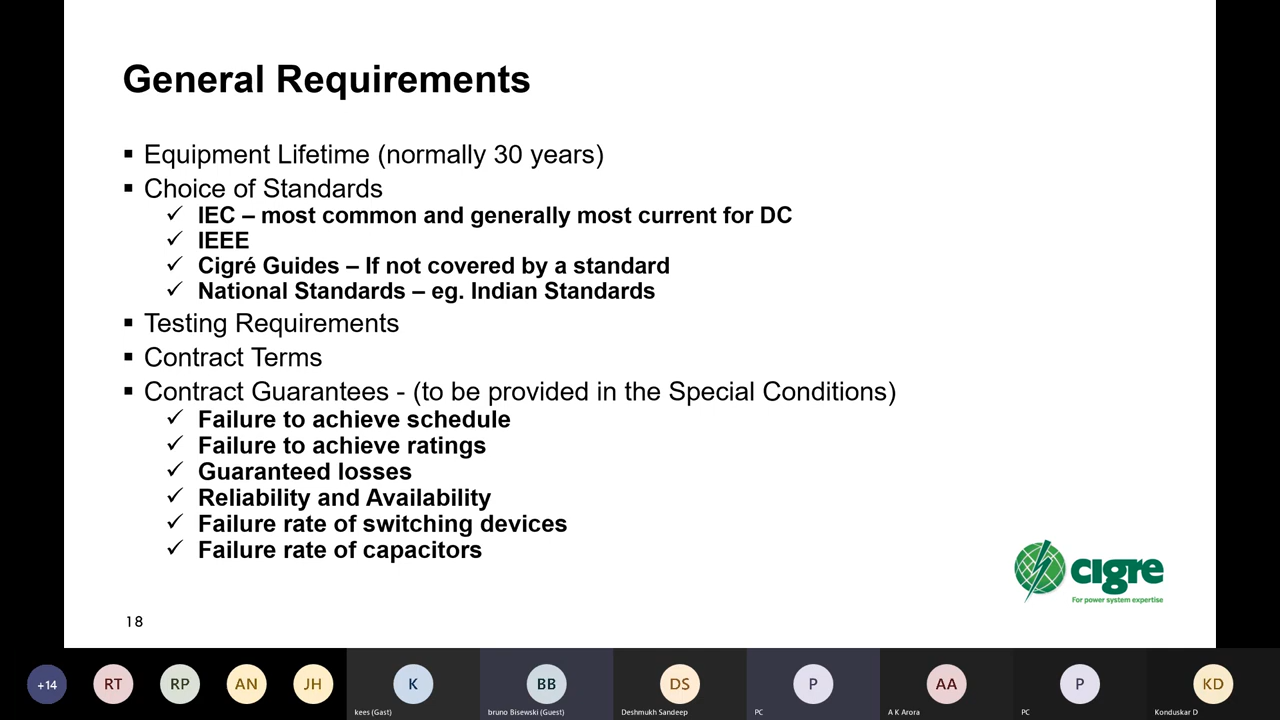 General Requirements
▪ Equipment Lifetime (normally 30 years)
▪ Choice of Standards
✓ IEC – most common and generally most current for DC
✓ IEEE
✓ Cigré Guides – If not covered by a standard
✓ National Standards – eg. Indian Standards
▪ Testing Requirements
▪ Contract Terms
▪ Contract Guarantees - (to be provided in the Special Conditions)
✓ Failure to achieve schedule
✓ Failure to achieve ratings
✓ Guaranteed losses
✓ Reliability and Availability
✓ Failure rate of switching devices
✓ Failure rate of capacitors
cigre
For power system expertise
18
+14 RT RP AN JH K BB DS P AA P KD
kees (Gast) bruno Bisewski (Guest) Deshmukh Sandeep PC A K Arora PC Konduskar D